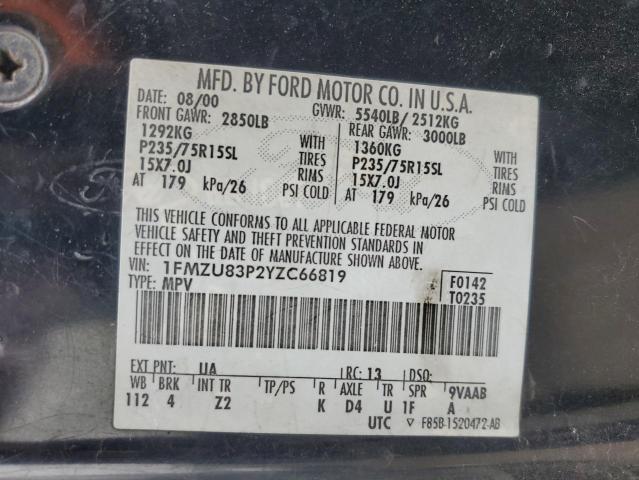 MFD. BY FORD MOTOR CO. IN U.S.A.
DATE: 08/00 GVWR: 5540LB/ 2512KG
FRONT GAWR: 2850LB REAR GAWR: 3000LB
1292KG WITH 1360KG WITH
P235/75R15SL TIRES P235/75R15SL TIRES
15X7.0J RIMS 15X7.0J RIMS
AT 179 kPa/26 PSI COLD AT 179 kPa/26 PSI COLD
THIS VEHICLE CONFORMS TO ALL APPLICABLE FEDERAL MOTOR
VEHICLE SAFETY AND THEFT PREVENTION STANDARDS IN
EFFECT ON THE DATE OF MANUFACTURE SHOWN ABOVE.
VIN: 1FMZU83P2YZC66819 F0142
TYPE: MPV T0235
EXT PNT: UA RC: 13 DSO:
WB BRK INT TR TP/PS R AXLE TR SPR 9VAAB
112 4 Z2 K D4 U 1F A
UTC ▽ F85B-1520472-AB